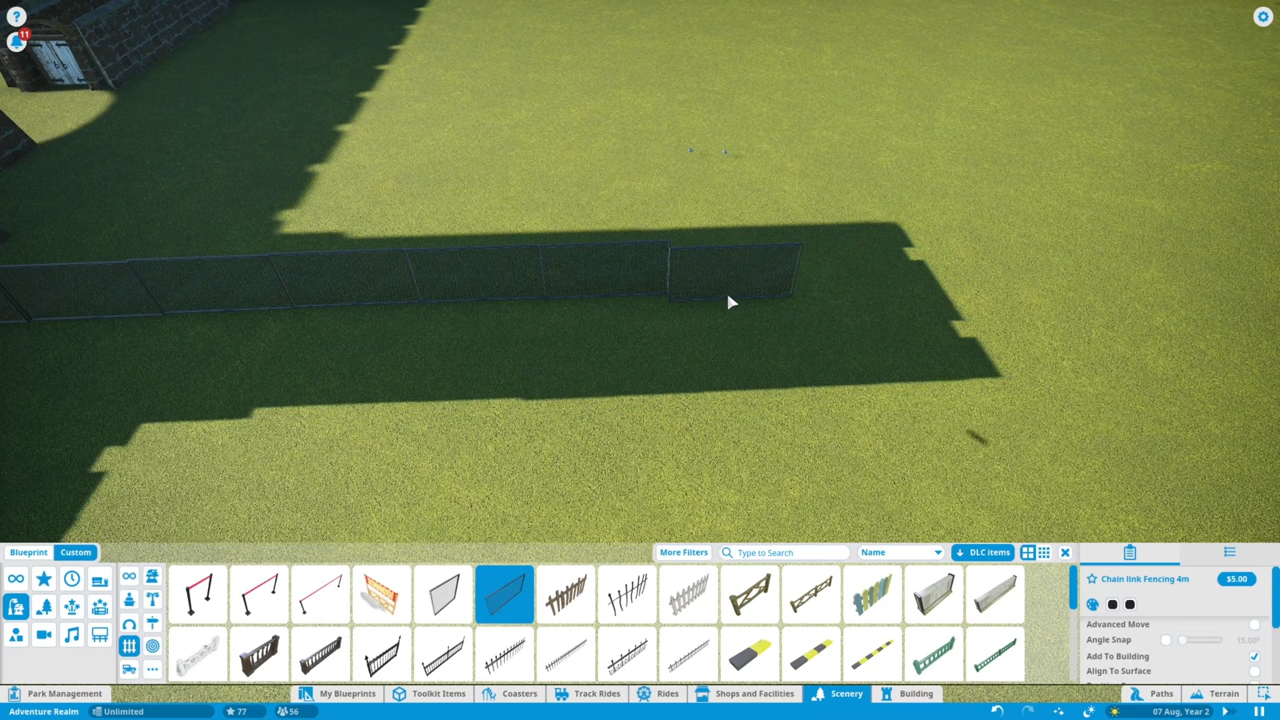 ?
11
Blueprint Custom More Filters Type to Search Name DLC items
Chain link Fencing 4m $5.00
Advanced Move
Angle Snap 15.00°
Add To Building
Align To Surface
Park Management My Blueprints Toolkit Items Coasters Track Rides Rides Shops and Facilities Scenery Building Paths Terrain
Adventure Realm Unlimited 77 56 07 Aug, Year 2